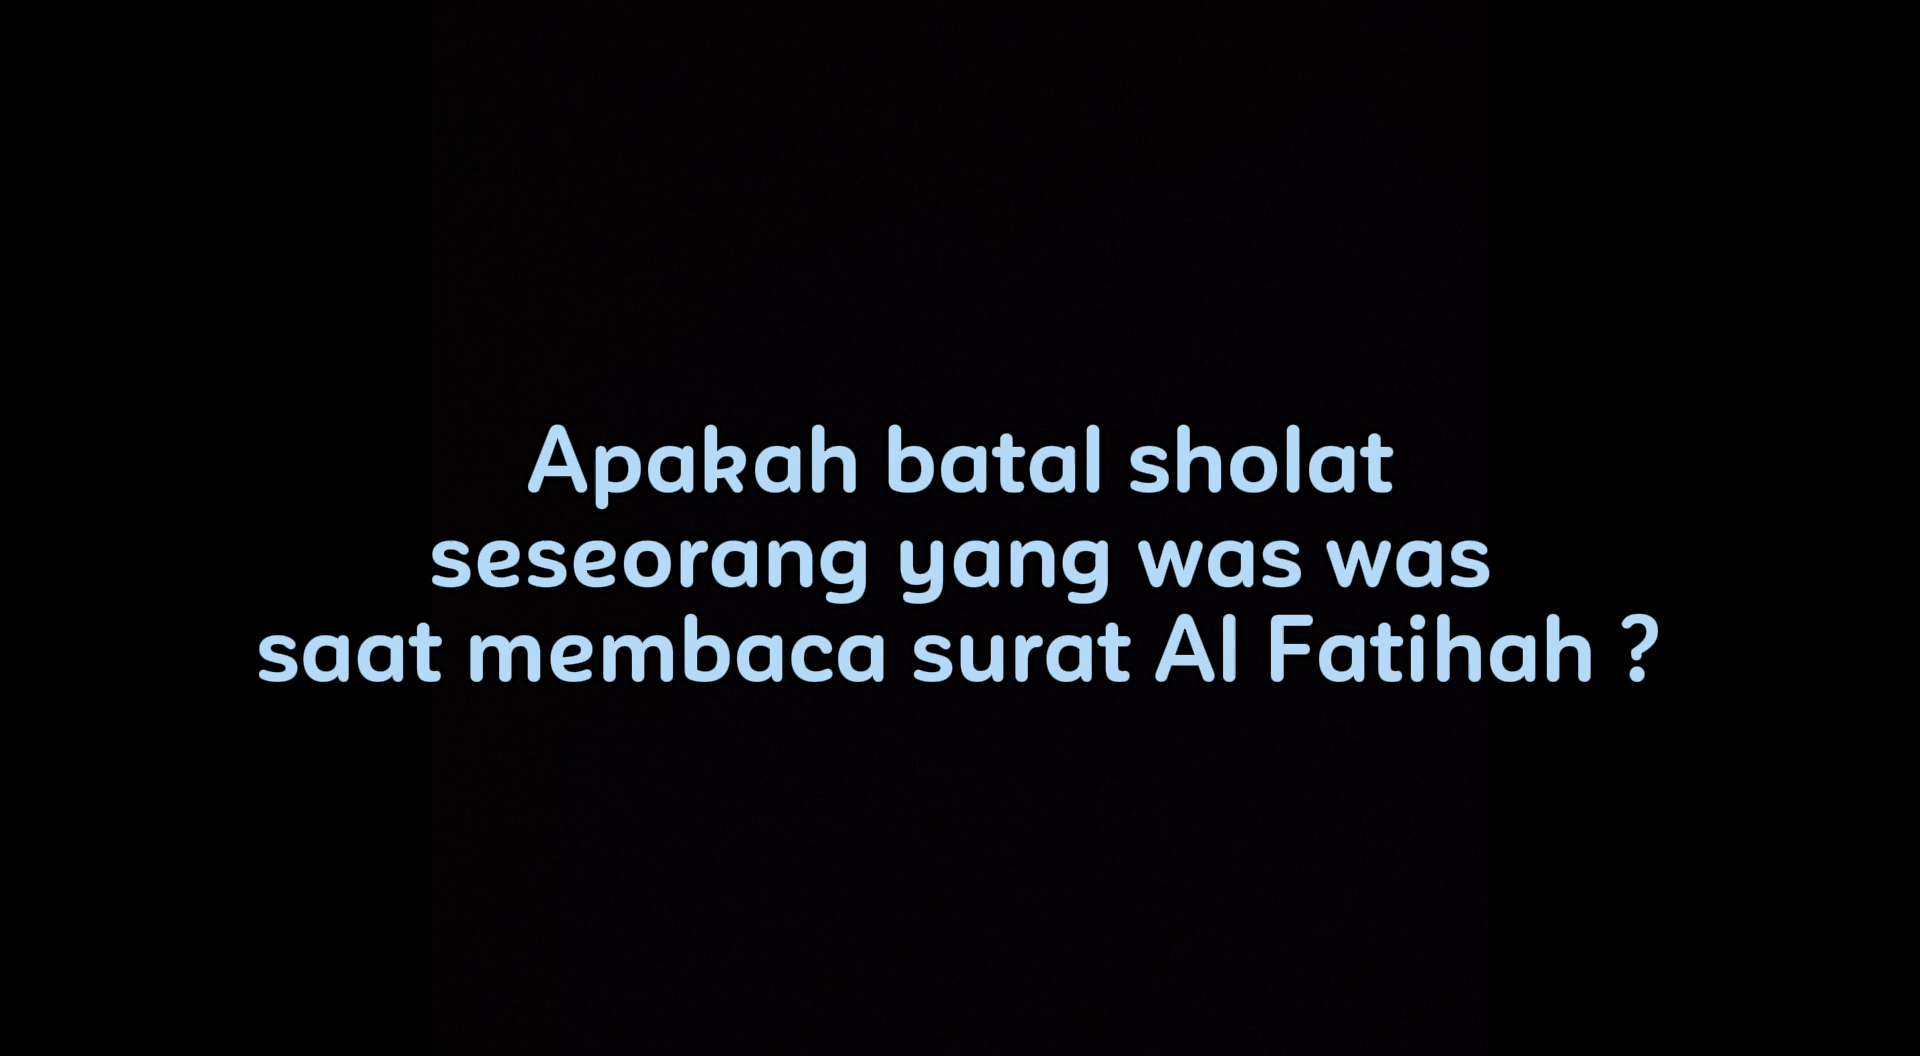 Apakah batal sholat
seseorang yang was was
saat membaca surat Al Fatihah ?